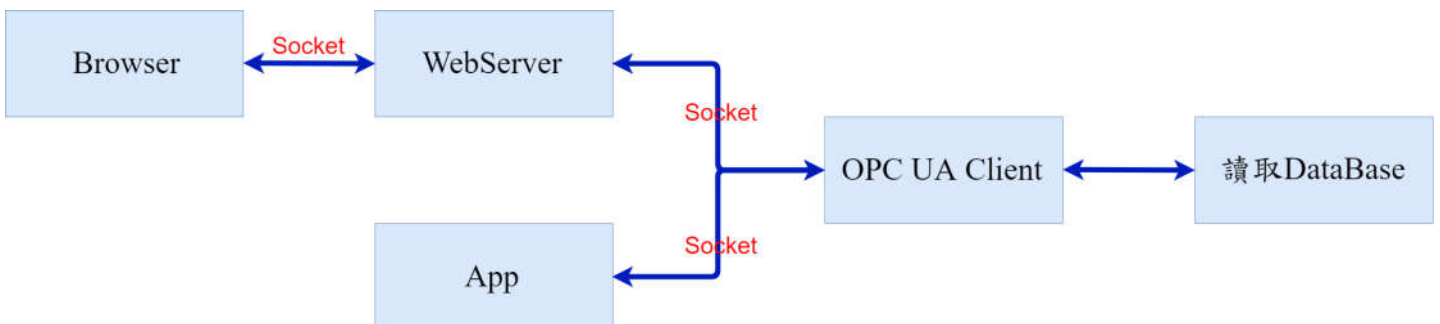 Browser
Socket
WebServer
Socket
OPC UA Client
讀取DataBase
Socket
App